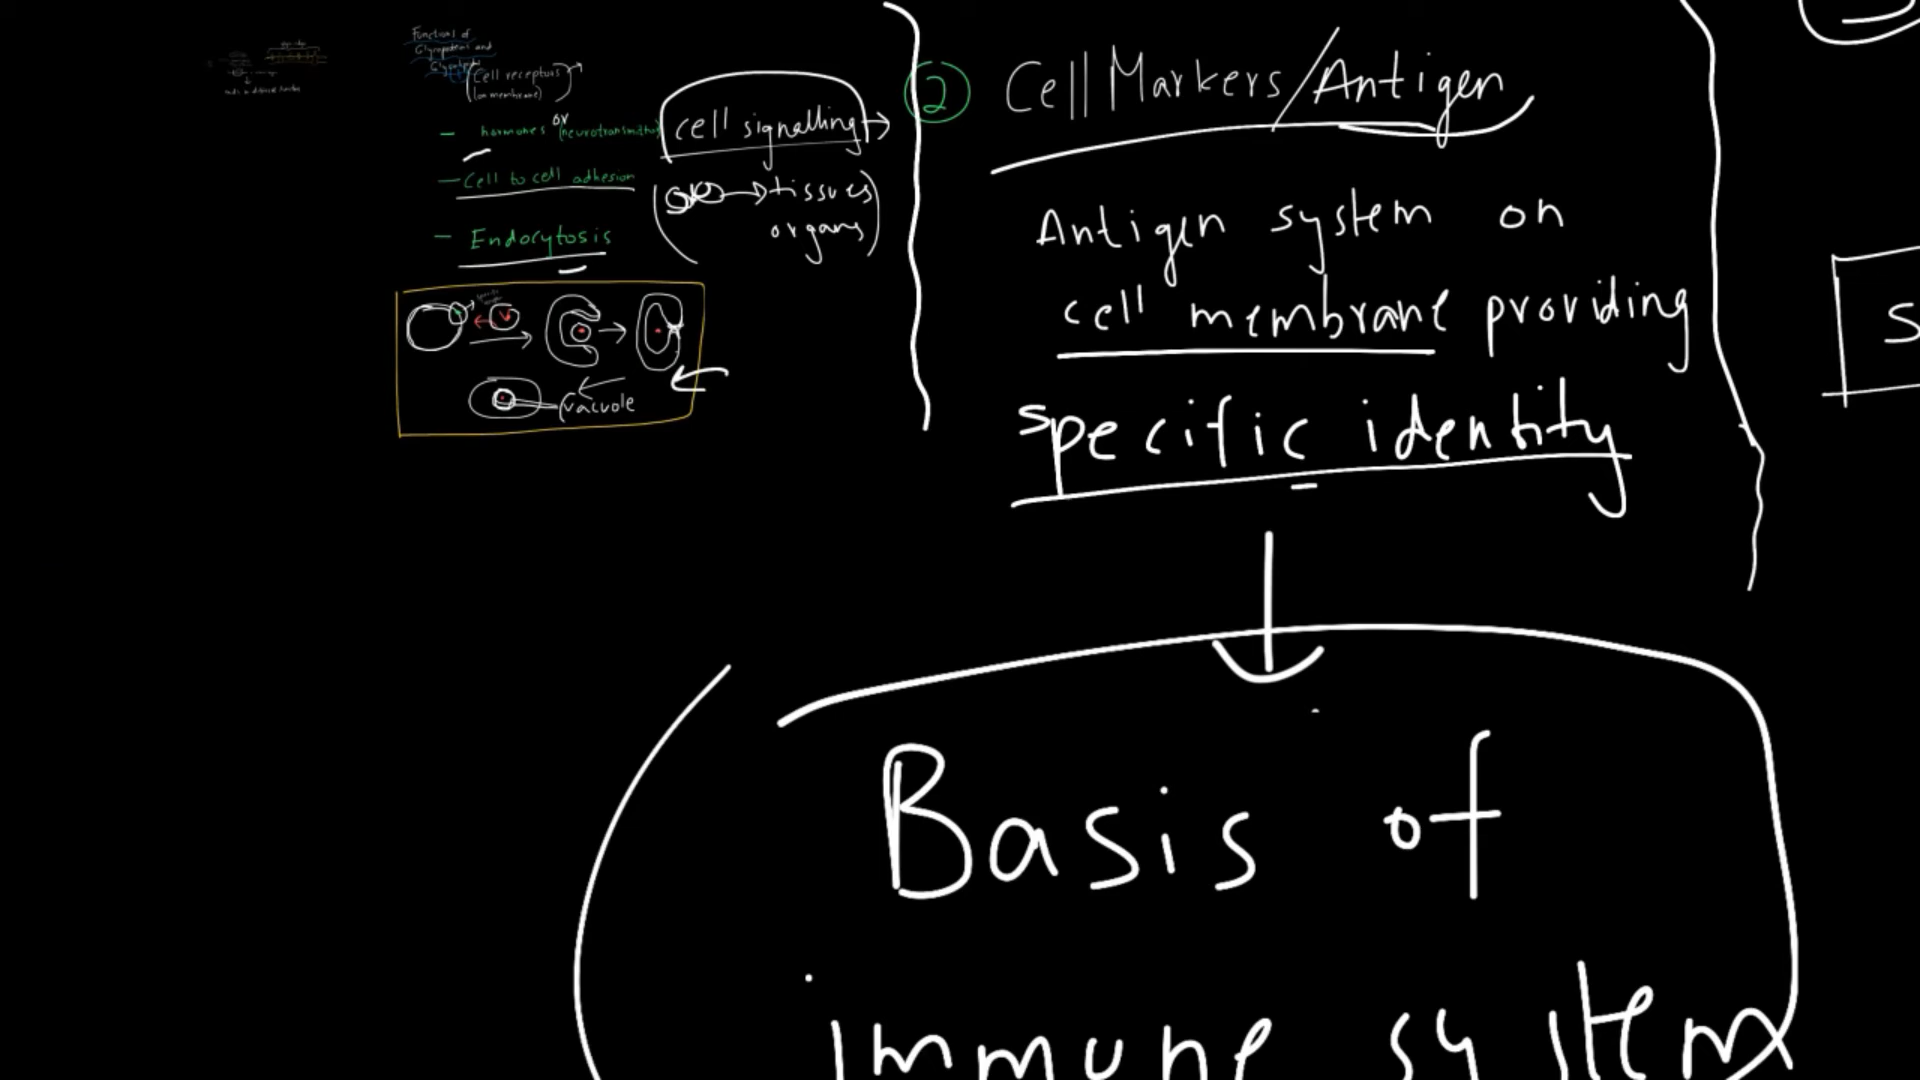 Functions of
Glycoproteins and
Cell receptors
(on membrane)
- hormones or (neurotransmitters
- Cell to cell adhesion
- Endocytosis
cell signalling
tissues
organs
vacuole
2 Cell Markers/Antigen
Antigen system on
cell membrane providing
specific identity
Basis of
immune system
S